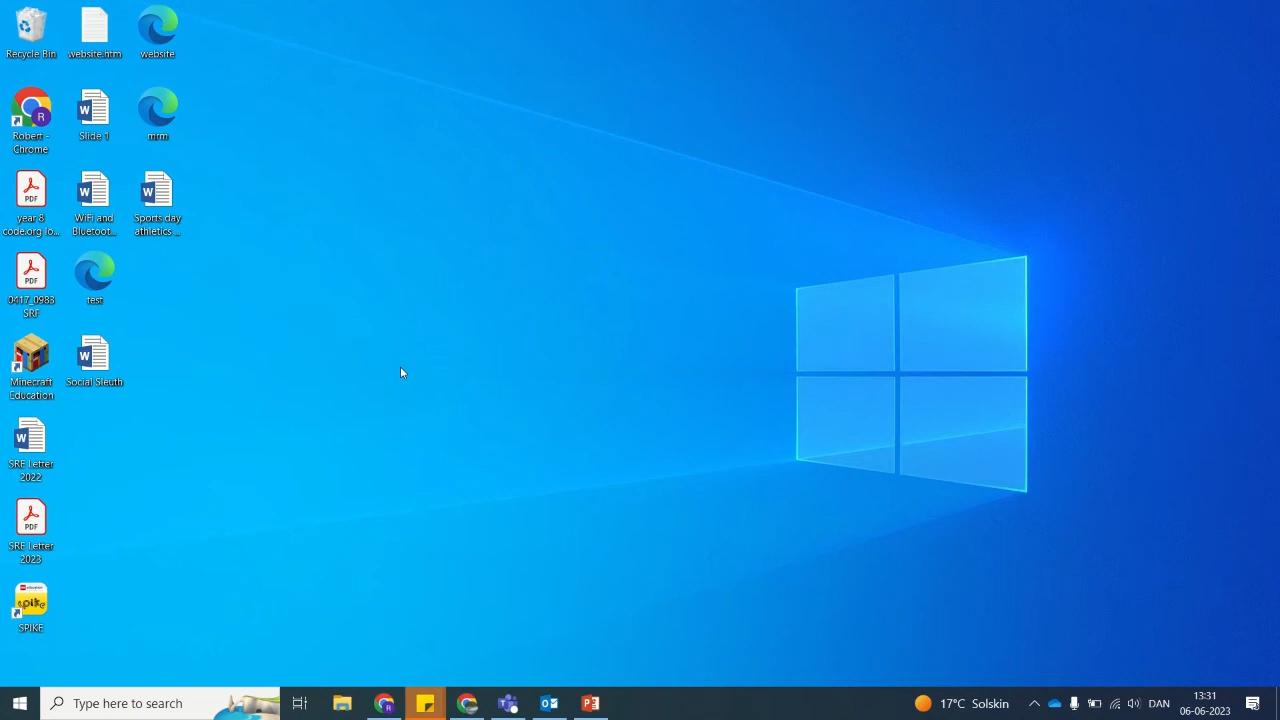 Recycle Bin
website.htm
website
Robert -
Chrome
Slide 1
mrm
year 8
code.org lo...
WiFi and
Bluetoot...
Sports day
athletics ...
0417_0983
SRF
test
Minecraft
Education
Social Sleuth
SRE Letter
2022
SRE Letter
2023
SPIKE
Type here to search
17°C Solskin
DAN
13:31
06-06-2023